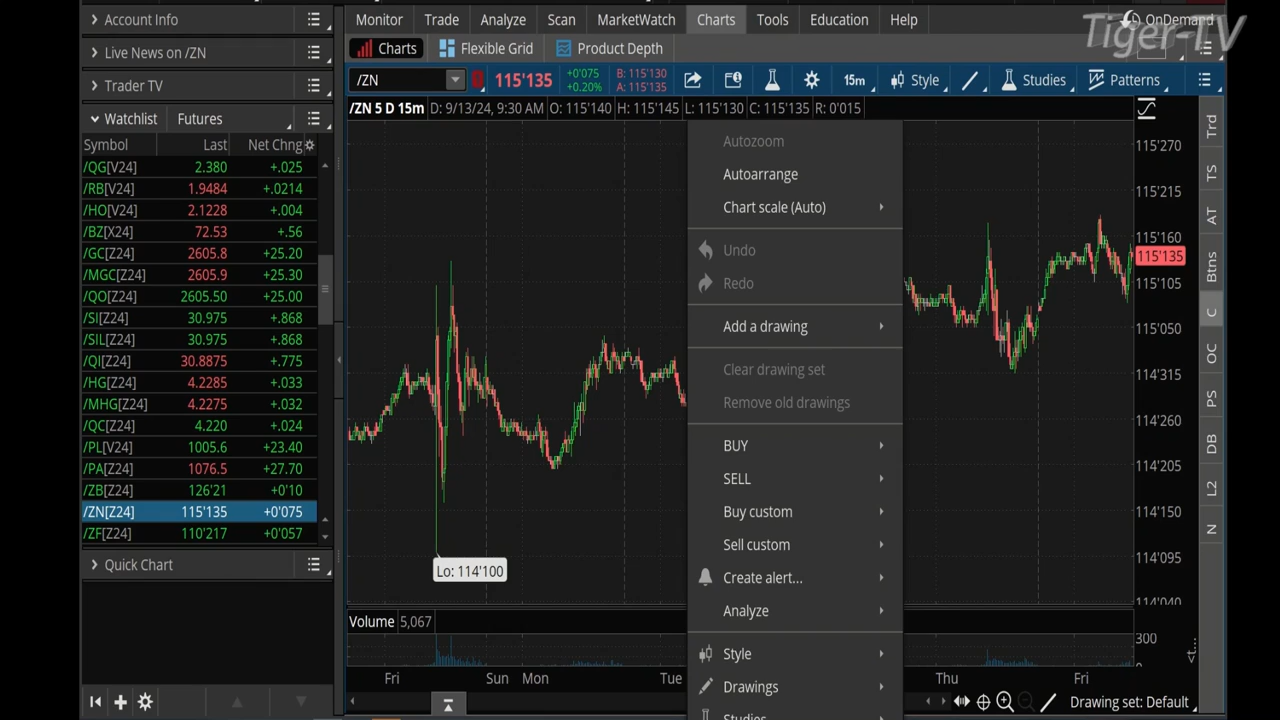 Account Info
Live News on /ZN
Trader TV
Watchlist Futures
Symbol Last Net Chng
/QG[V24] 2.380 +.025
/RB[V24] 1.9484 +.0214
/HO[V24] 2.1228 +.004
/BZ[X24] 72.53 +.56
/GC[Z24] 2605.8 +25.20
/MGC[Z24] 2605.9 +25.30
/QO[Z24] 2605.50 +25.00
/SI[Z24] 30.975 +.868
/SIL[Z24] 30.975 +.868
/QI[Z24] 30.8875 +.775
/HG[Z24] 4.2285 +.033
/MHG[Z24] 4.2275 +.032
/QC[Z24] 4.220 +.024
/PL[V24] 1005.6 +23.40
/PA[Z24] 1076.5 +27.70
/ZB[Z24] 126'21 +0'10
/ZN[Z24] 115'135 +0'075
/ZF[Z24] 110'217 +0'057
Quick Chart
Monitor Trade Analyze Scan MarketWatch Charts Tools Education Help
OnDemand
Tiger-TV
Charts Flexible Grid Product Depth
/ZN 115'135 +0'075 +0.20% B: 115'130 A: 115'135 15m Style Studies Patterns
/ZN 5 D 15m D: 9/13/24, 9:30 AM O: 115'140 H: 115'145 L: 115'130 C: 115'135 R: 0'015
Autozoom
Autoarrange
Chart scale (Auto)
Undo
Redo
Add a drawing
Clear drawing set
Remove old drawings
BUY
SELL
Buy custom
Sell custom
Create alert...
Analyze
Style
Drawings
Studies
115'270
115'215
115'160
115'135
115'105
115'050
114'315
114'260
114'205
114'150
114'095
114'040
Lo: 114'100
Volume 5,067
300
0
<t...
Fri Sun Mon Tue Thu Fri
Drawing set: Default
Trd
TS
AT
Btns
C
OC
PS
DB
L2
N